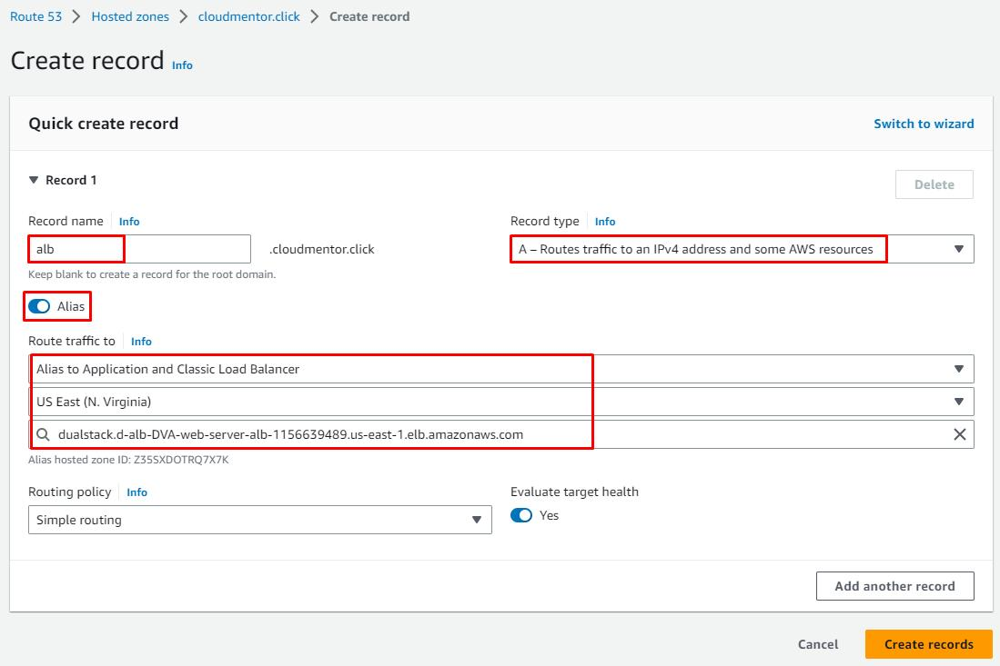 Route 53 > Hosted zones > cloudmentor.click > Create record
Create record Info
Quick create record Switch to wizard
Record 1
Delete
Record name Info Record type Info
alb .cloudmentor.click A – Routes traffic to an IPv4 address and some AWS resources
Keep blank to create a record for the root domain.
Alias
Route traffic to Info
Alias to Application and Classic Load Balancer
US East (N. Virginia)
dualstack.d-alb-DVA-web-server-alb-1156639489.us-east-1.elb.amazonaws.com
Alias hosted zone ID: Z35SXDOTRQ7X7K
Routing policy Info Evaluate target health
Simple routing Yes
Add another record
Cancel Create records